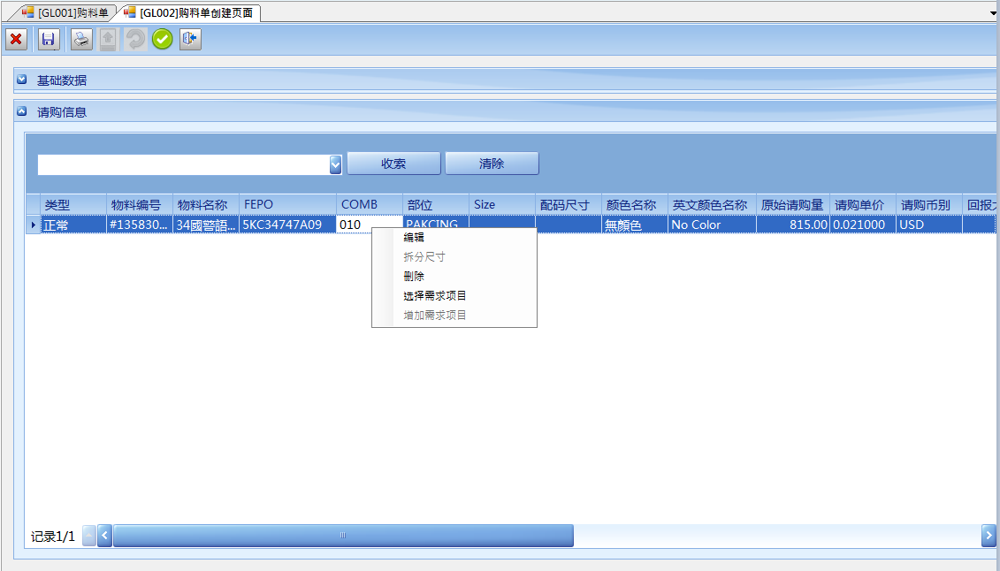 [GL001]购料单 [GL002]购料单创建页面
基础数据
请购信息
收索 清除
类型 物料编号 物料名称 FEPO COMB 部位 Size 配码尺寸 颜色名称 英文颜色名称 原始请购量 请购单价 请购币别 回报
正常 #135830... 34國警語... 5KC34747A09 010 PAKCING 無顏色 No Color 815.00 0.021000 USD
编辑
拆分尺寸
删除
选择需求项目
增加需求项目
记录1/1